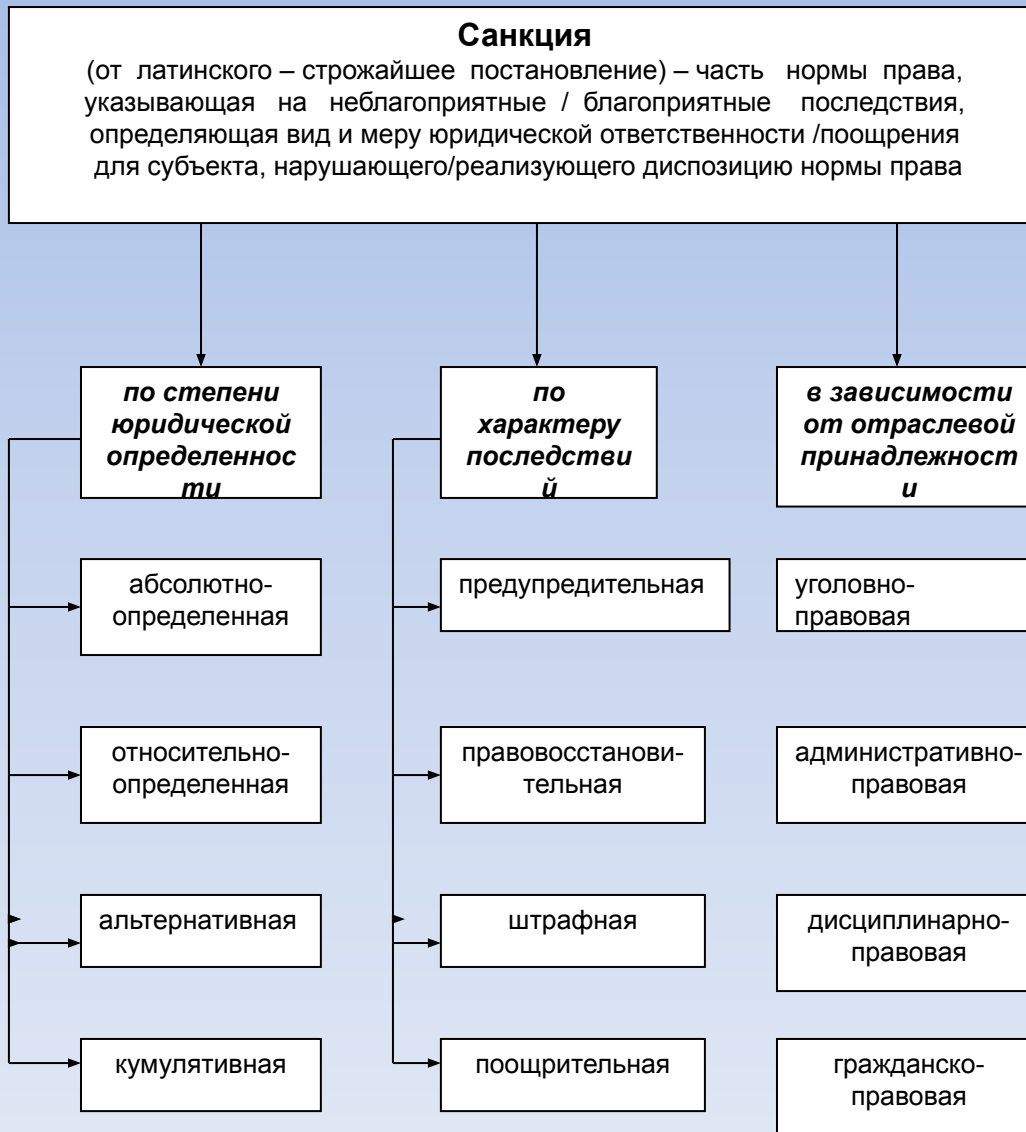 Санкция
(от латинского – строжайшее постановление) – часть нормы права,
указывающая на неблагоприятные / благоприятные последствия,
определяющая вид и меру юридической ответственности /поощрения
для субъекта, нарушающего/реализующего диспозицию нормы права
по степени
юридической
определеннос
ти
абсолютно-
определенная
относительно-
определенная
альтернативная
кумулятивная
по
характеру
последстви
й
предупредительная
правовосстанови-
тельная
штрафная
поощрительная
в зависимости
от отраслевой
принадлежност
и
уголовно-
правовая
административно-
правовая
дисциплинарно-
правовая
гражданско-
правовая